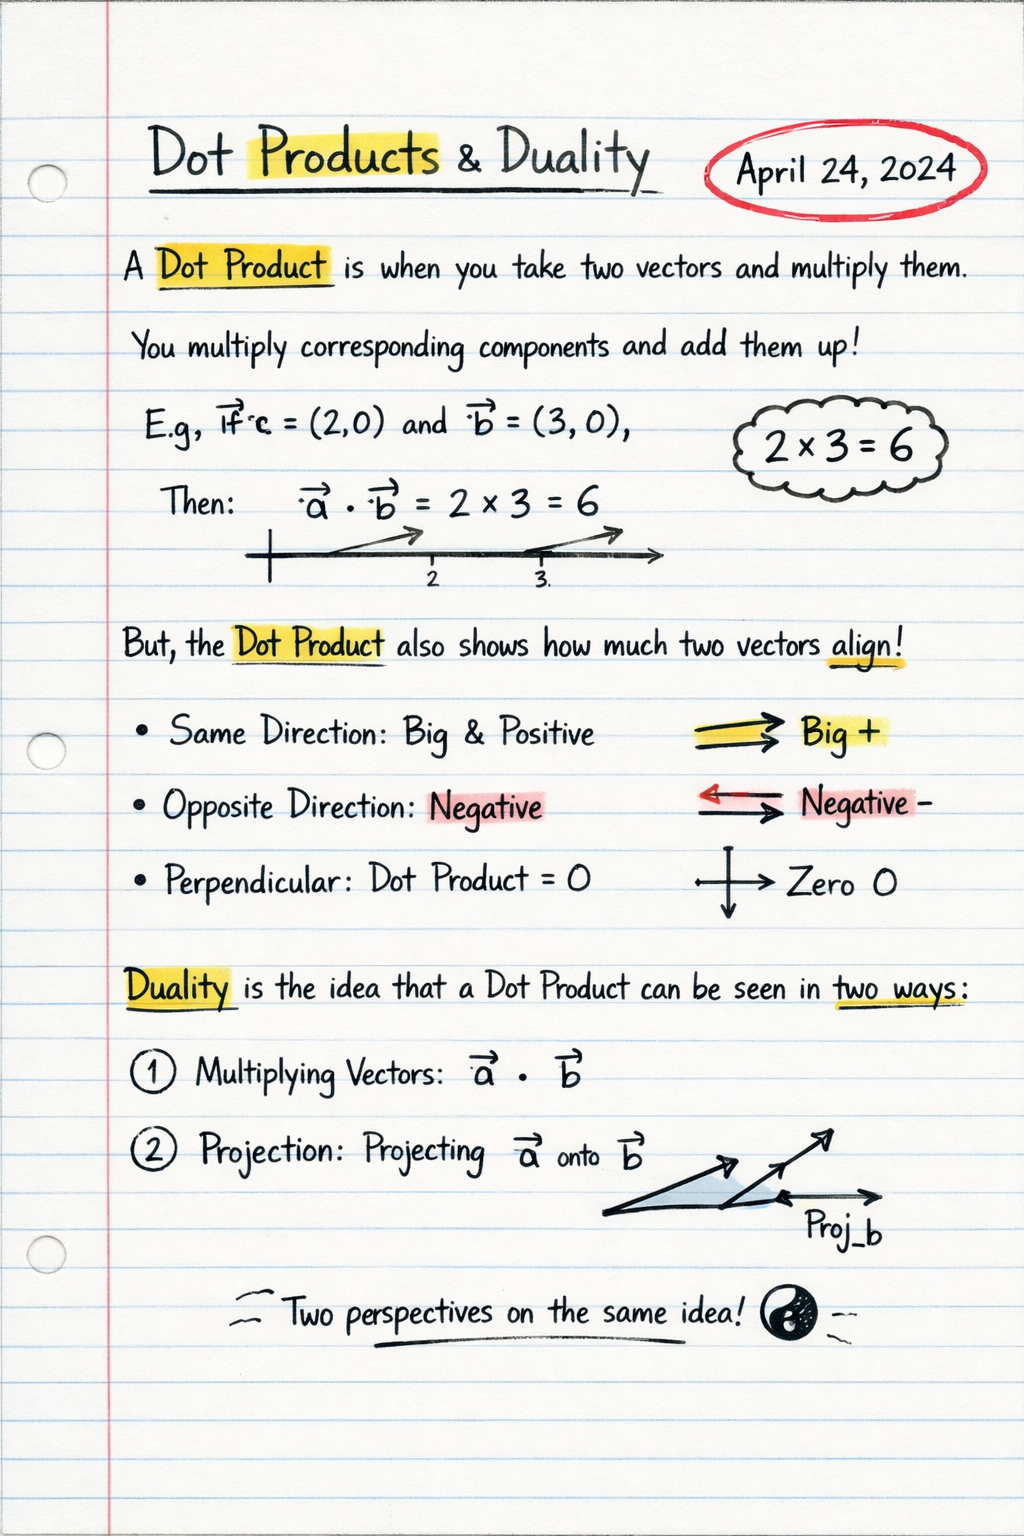 Dot Products & Duality
April 24, 2024
A Dot Product is when you take two vectors and multiply them.
You multiply corresponding components and add them up!
E.g, if c = (2,0) and b = (3, 0),
2 × 3 = 6
Then: a · b = 2 × 3 = 6
2 3.
But, the Dot Product also shows how much two vectors align!
• Same Direction: Big & Positive
Big +
• Opposite Direction: Negative
Negative -
• Perpendicular: Dot Product = 0
Zero 0
Duality is the idea that a Dot Product can be seen in two ways:
① Multiplying Vectors: a · b
② Projection: Projecting a onto b
Proj_b
Two perspectives on the same idea!